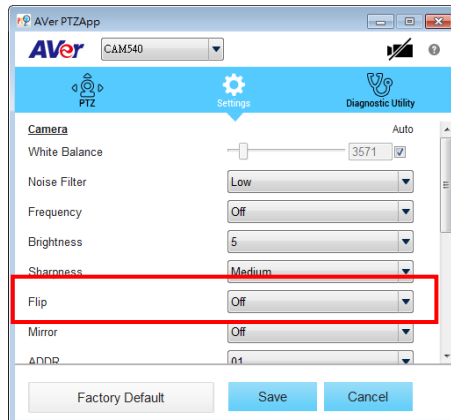 AVer PTZApp
AVer CAM540
PTZ Settings Diagnostic Utility
Camera Auto
White Balance 3571
Noise Filter Low
Frequency Off
Brightness 5
Sharpness Medium
Flip Off
Mirror Off
ADDR 01
Factory Default Save Cancel